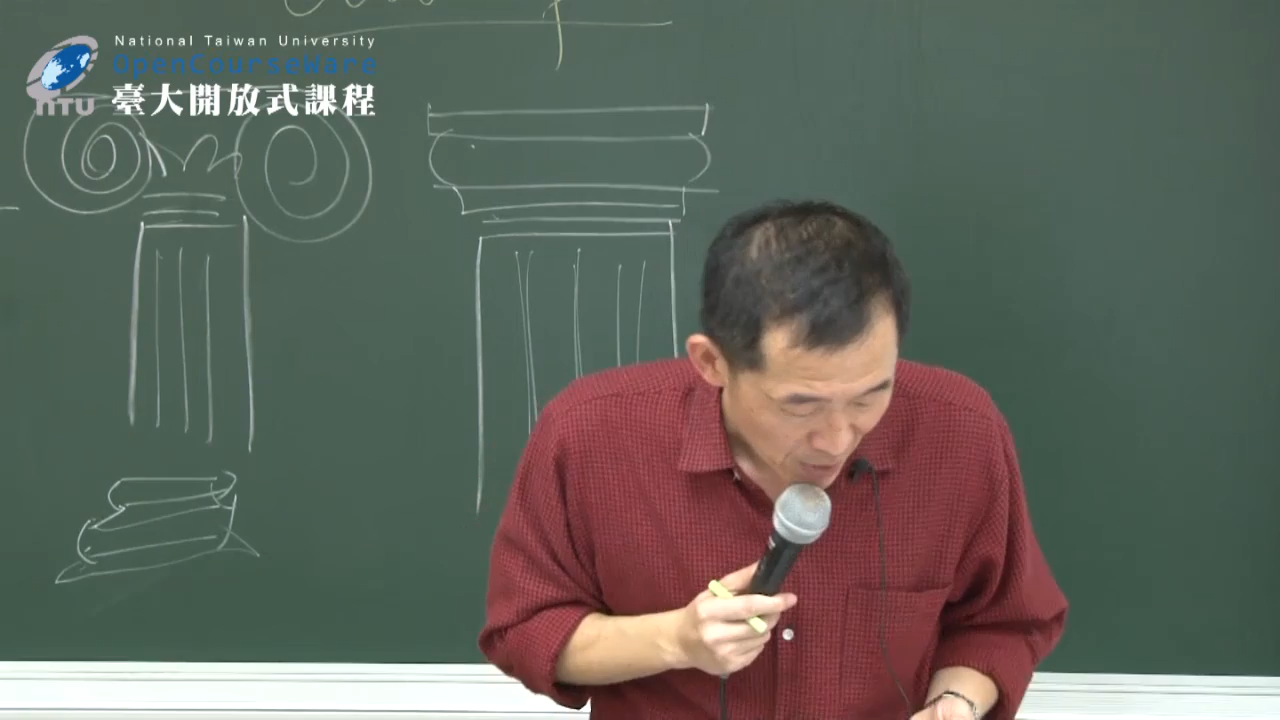 National Taiwan University
OpenCourseWare
NTU
臺大開放式課程